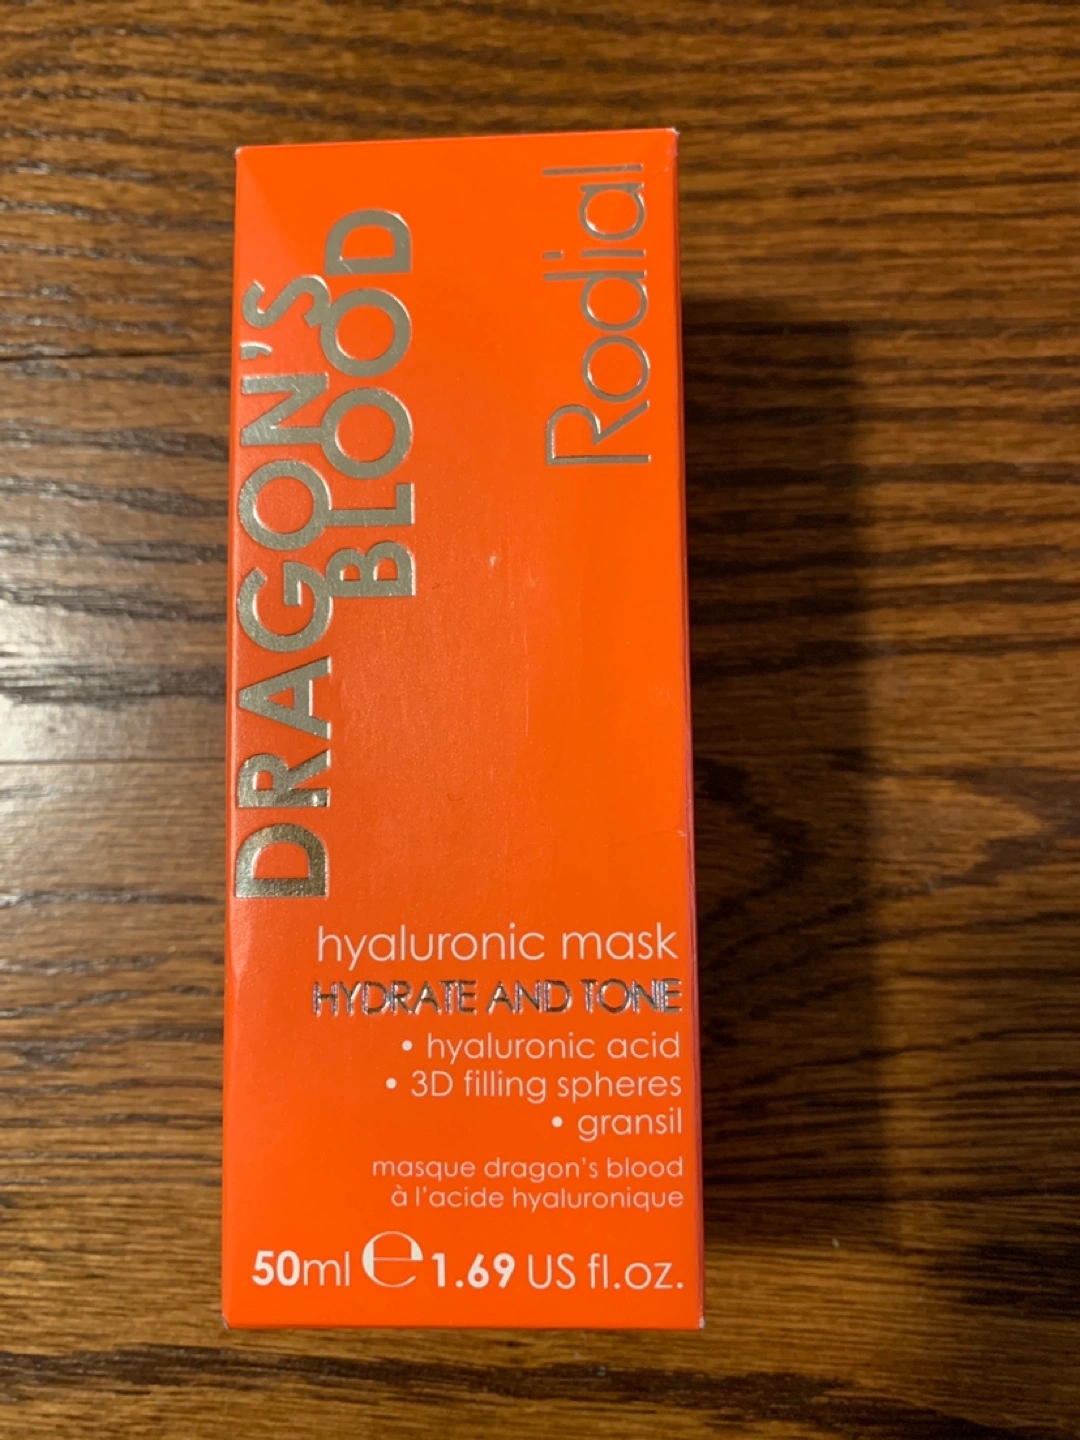 DRAGON'S
BLOOD
Rodial
hyaluronic mask
HYDRATE AND TONE
• hyaluronic acid
• 3D filling spheres
• gransil
masque dragon's blood
à l'acide hyaluronique
50ml ℮ 1.69 US fl.oz.